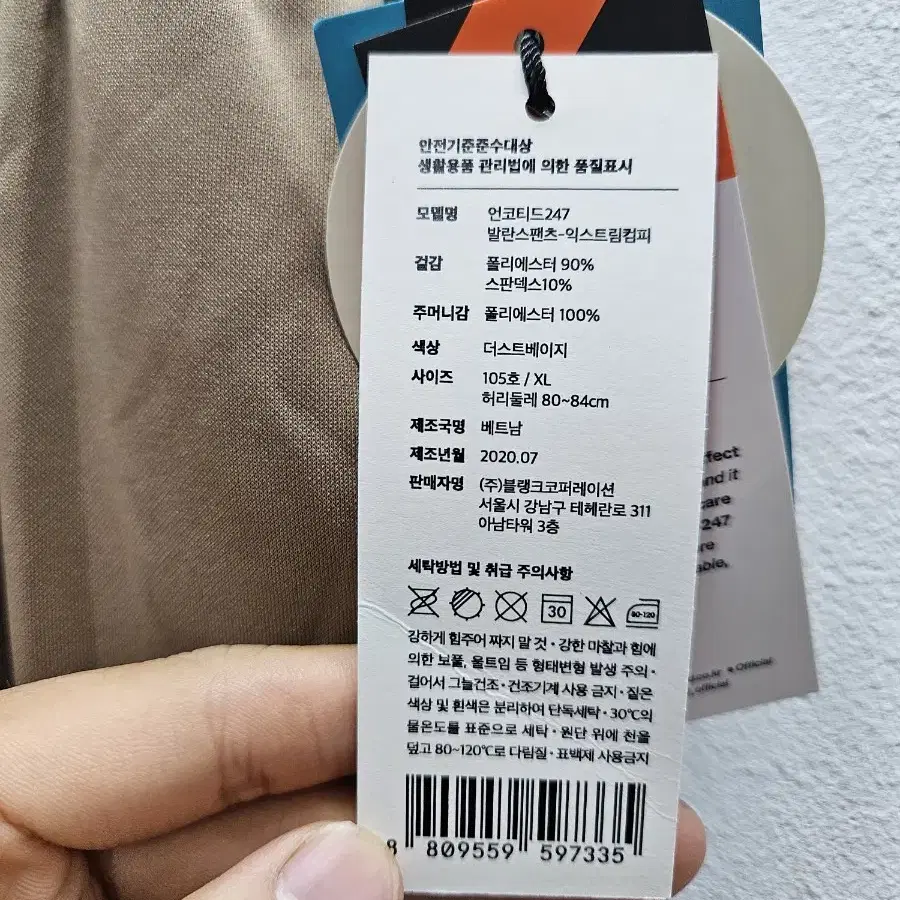 안전기준준수대상
생활용품 관리법에 의한 품질표시
모델명 언코티드247
발란스팬츠-익스트림컴피
겉감 폴리에스터 90%
스판덱스10%
주머니감 폴리에스터 100%
색상 더스트베이지
사이즈 105호 / XL
허리둘레 80~84cm
제조국명 베트남
제조년월 2020.07
판매자명 (주)블랭크코퍼레이션
서울시 강남구 테헤란로 311
아남타워 3층
세탁방법 및 취급 주의사항
30
80-120
강하게 힘주어 짜지 말 것 · 강한 마찰과 힘에
의한 보풀, 올트임 등 형태변형 발생 주의 ·
걸어서 그늘건조 · 건조기계 사용 금지 · 짙은
색상 및 흰색은 분리하여 단독세탁 · 30℃의
물온도를 표준으로 세탁 · 원단 위에 천을
덮고 80~120℃로 다림질 · 표백제 사용금지
8 809559 597335
and it
care
247
Official
official